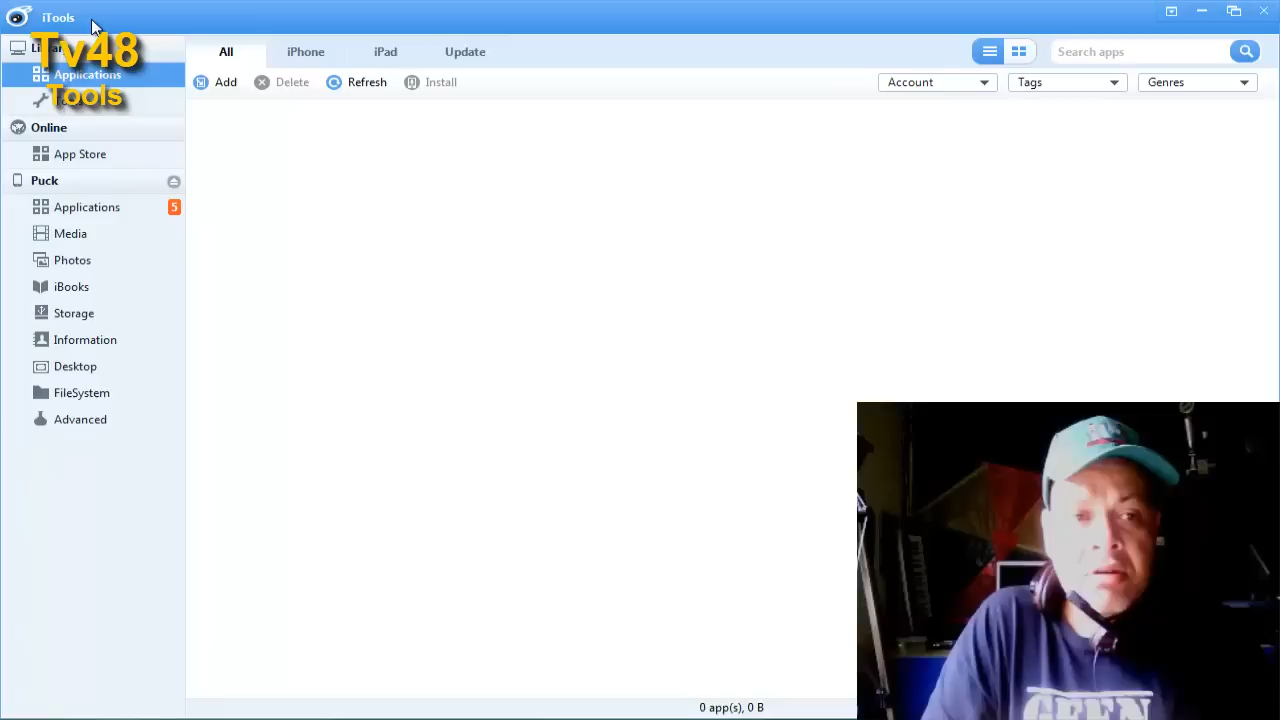 iTools
Tv48
Tools
Applications
Online
App Store
Puck
Applications
5
Media
Photos
iBooks
Storage
Information
Desktop
FileSystem
Advanced
All
iPhone
iPad
Update
Search apps
Add
Delete
Refresh
Install
Account
Tags
Genres
0 app(s), 0 B
GEEN